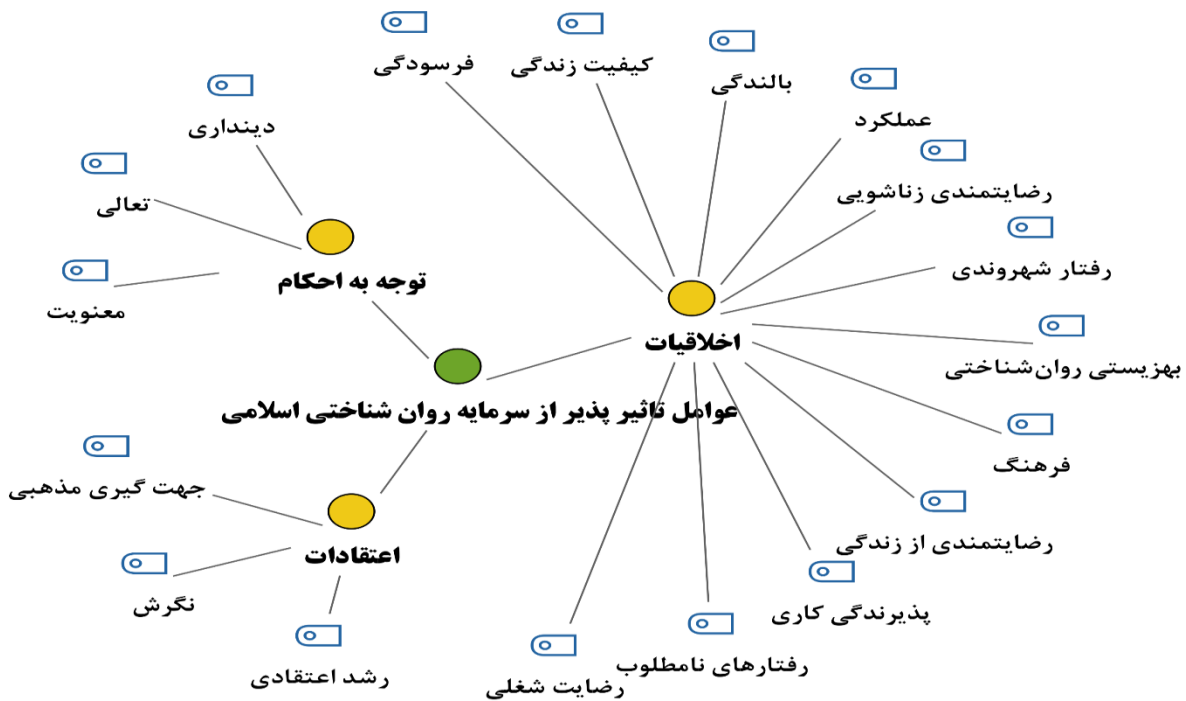 فرسودگی
کیفیت زندگی
بالندگی
عملکرد
رضایتمندی زناشویی
رفتار شهروندی
بهزیستی روان‌شناختی
فرهنگ
رضایتمندی از زندگی
پذیرندگی کاری
رفتارهای نامطلوب
رضایت شغلی
اخلاقیات
دینداری
تعالی
معنویت
توجه به احکام
عوامل تاثیر پذیر از سرمایه روان شناختی اسلامی
جهت گیری مذهبی
اعتقادات
نگرش
رشد اعتقادی